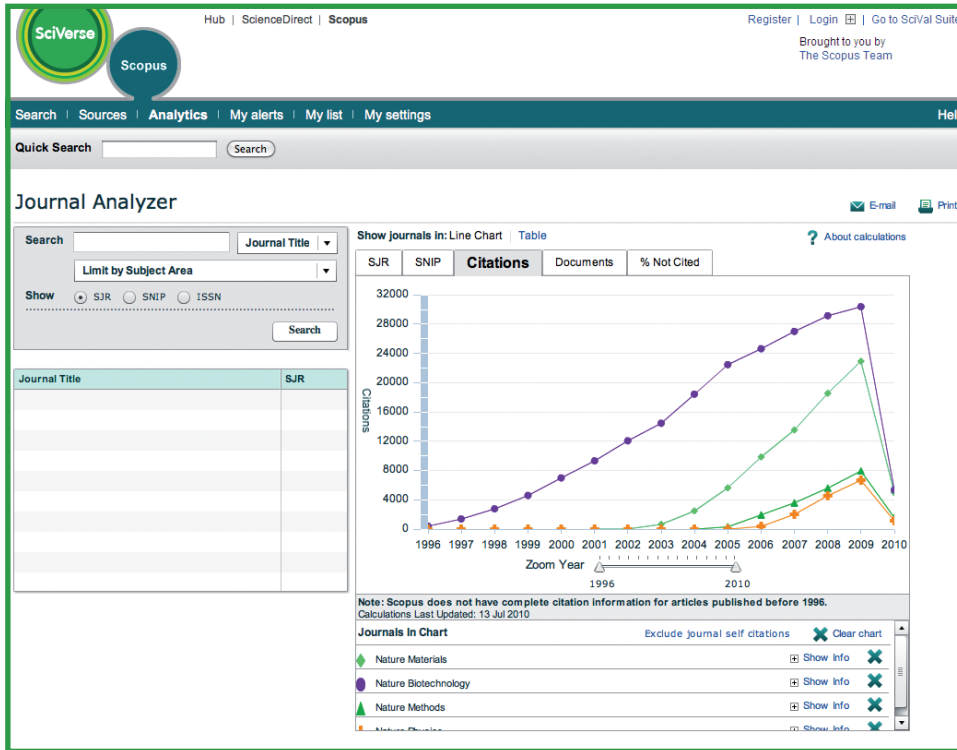 SciVerse
Scopus
Hub | ScienceDirect | Scopus
Register | Login | Go to SciVal Suite
Brought to you by
The Scopus Team
Search | Sources | Analytics | My alerts | My list | My settings
Quick Search Search
Journal Analyzer
E-mail Print
Search Journal Title
Limit by Subject Area
Show SJR SNIP ISSN
Search
Journal Title SJR
Show journals in: Line Chart | Table
About calculations
SJR SNIP Citations Documents % Not Cited
32000
28000
24000
20000
16000
12000
8000
4000
0
Citations
1996 1997 1998 1999 2000 2001 2002 2003 2004 2005 2006 2007 2008 2009 2010
Zoom Year
1996 2010
Note: Scopus does not have complete citation information for articles published before 1996.
Calculations Last Updated: 13 Jul 2010
Journals In Chart Exclude journal self citations Clear chart
Nature Materials Show Info
Nature Biotechnology Show Info
Nature Methods Show Info